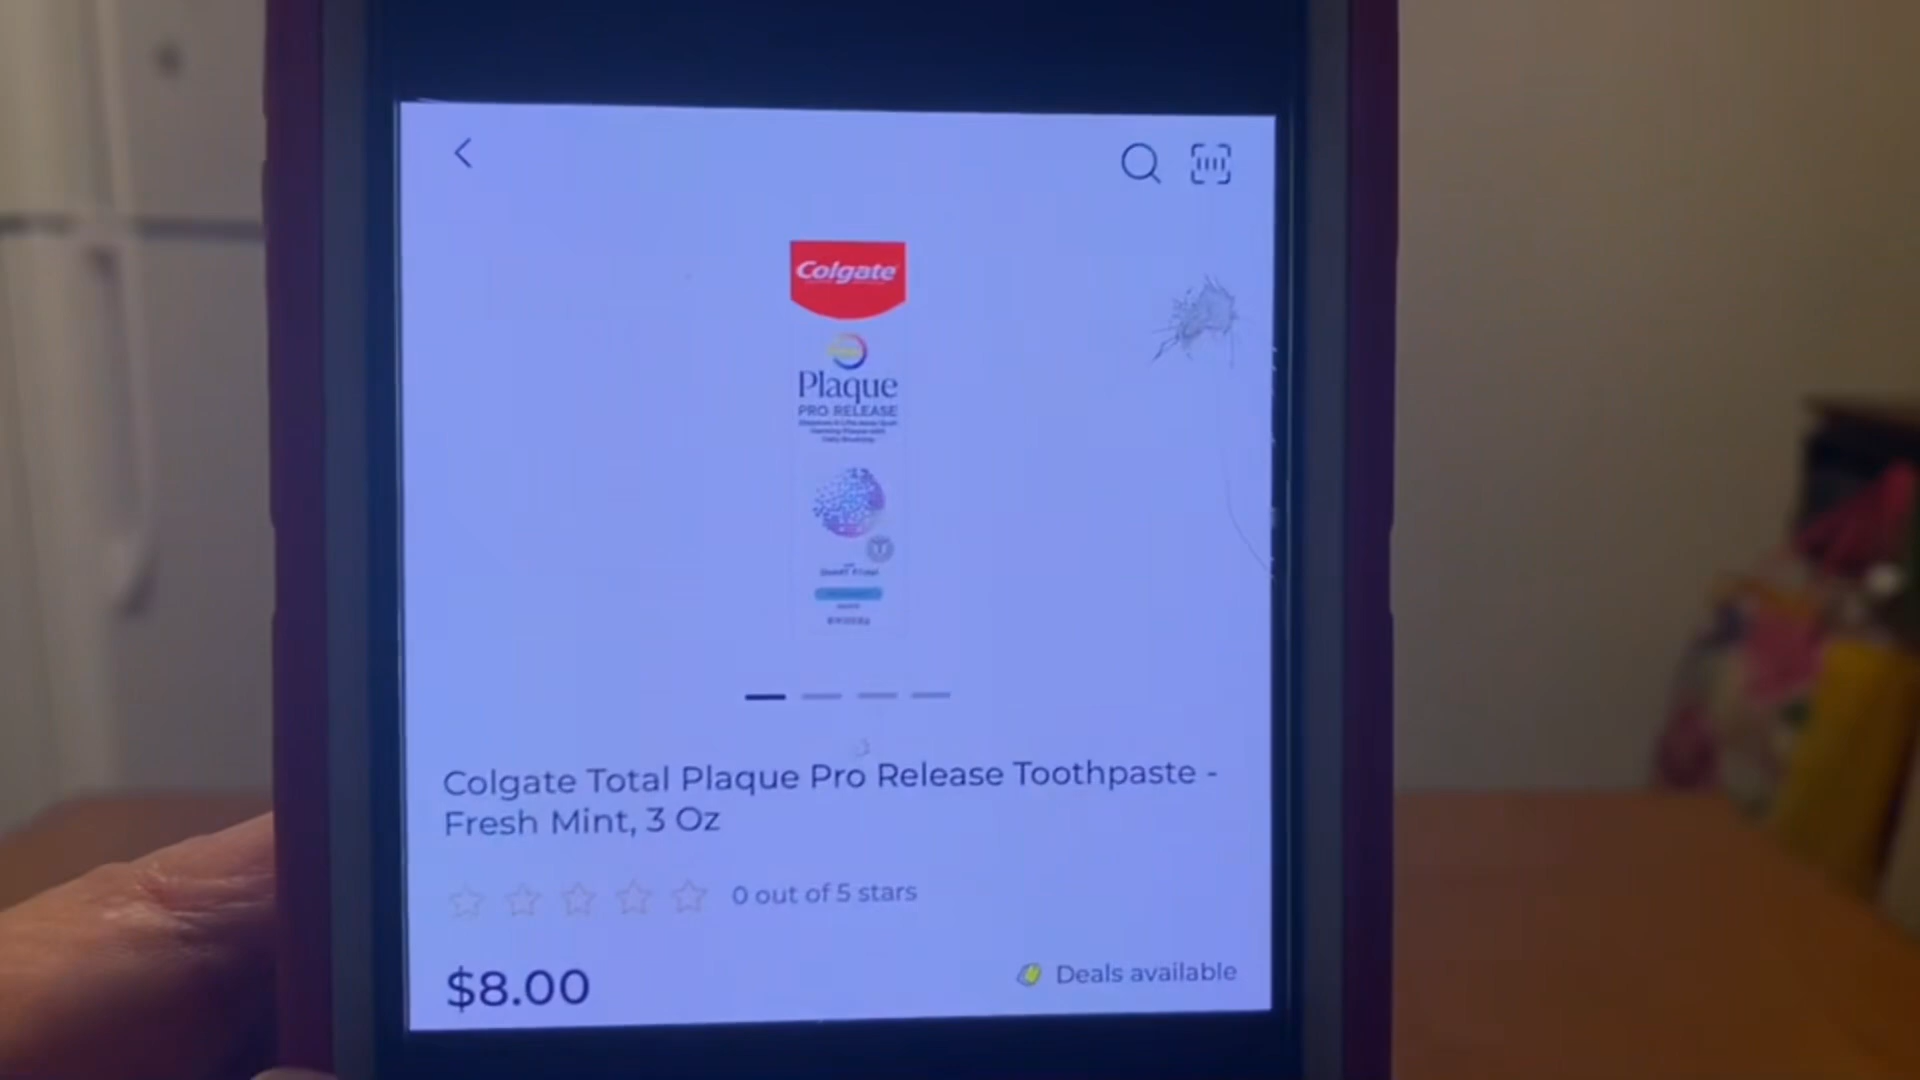 Colgate
Plaque
PRO RELEASE
Colgate Total Plaque Pro Release Toothpaste -
Fresh Mint, 3 Oz
0 out of 5 stars
$8.00
Deals available